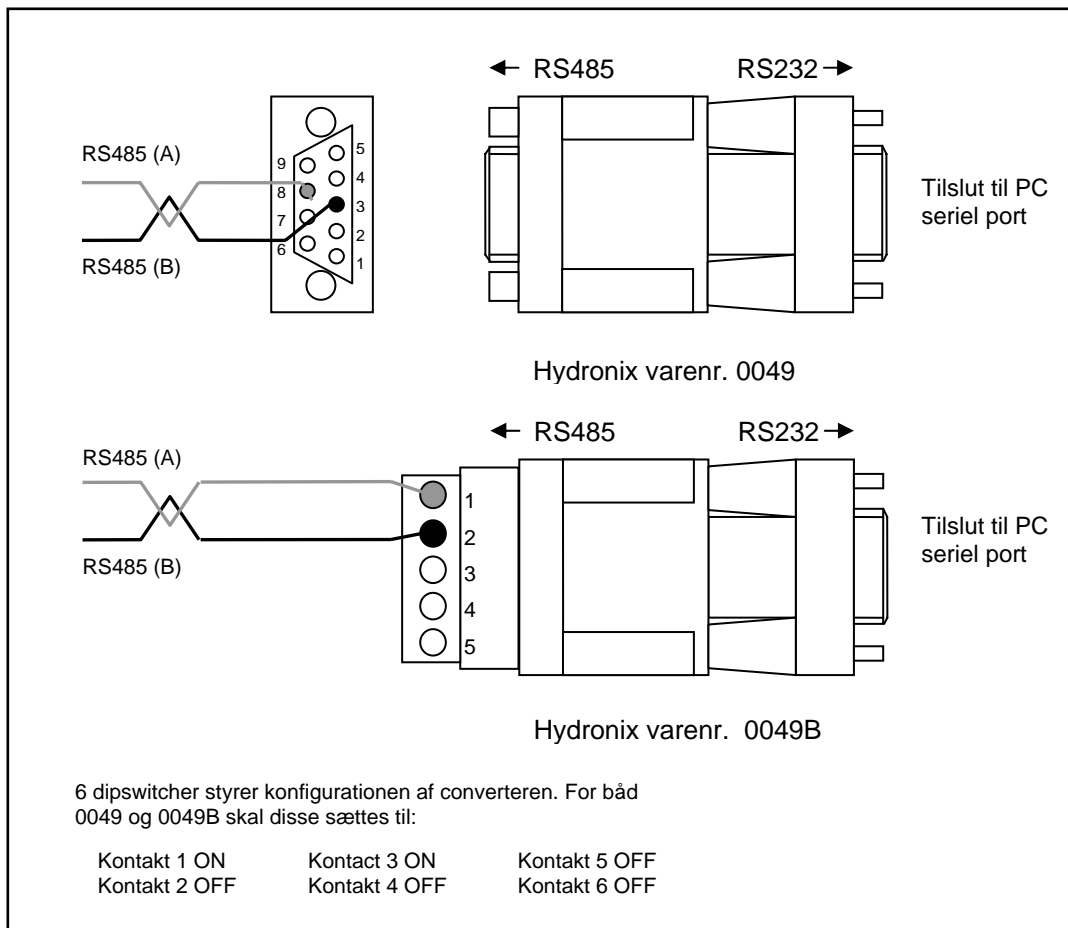 ← RS485 RS232 →
RS485 (A)
9
5
4
8
3
7
2
6
1
RS485 (B)
Tilslut til PC
seriel port
Hydronix varenr. 0049
← RS485 RS232 →
RS485 (A)
1
2
3
4
5
RS485 (B)
Tilslut til PC
seriel port
Hydronix varenr. 0049B
6 dipswitcher styrer konfigurationen af converteren. For båd
0049 og 0049B skal disse sættes til:
Kontakt 1 ON Kontact 3 ON Kontakt 5 OFF
Kontakt 2 OFF Kontakt 4 OFF Kontakt 6 OFF